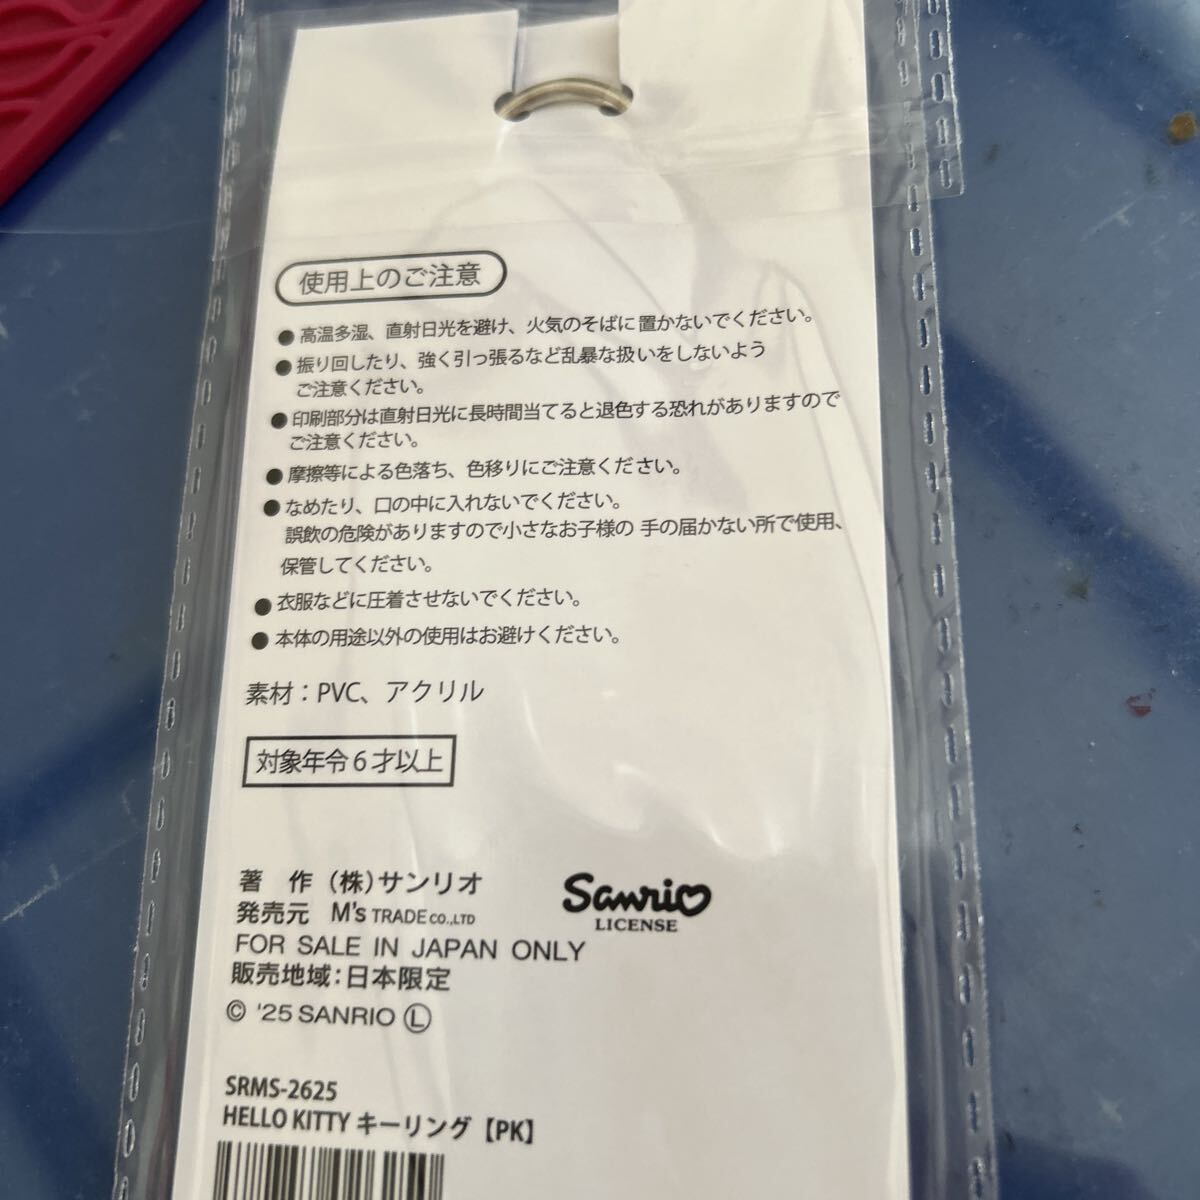 使用上のご注意
●高温多湿、直射日光を避け、火気のそばに置かないでください。
●振り回したり、強く引っ張るなど乱暴な扱いをしないよう
ご注意ください。
●印刷部分は直射日光に長時間当てると退色する恐れがありますので
ご注意ください。
●摩擦等による色落ち、色移りにご注意ください。
●なめたり、口の中に入れないでください。
誤飲の危険がありますので小さなお子様の 手の届かない所で使用、
保管してください。
●衣服などに圧着させないでください。
●本体の用途以外の使用はお避けください。
素材：PVC、アクリル
対象年令6才以上
著 作 （株）サンリオ
発売元 M's TRADE CO.,LTD
Sanrio
LICENSE
FOR SALE IN JAPAN ONLY
販売地域：日本限定
© '25 SANRIO Ⓛ
SRMS-2625
HELLO KITTY キーリング【PK】